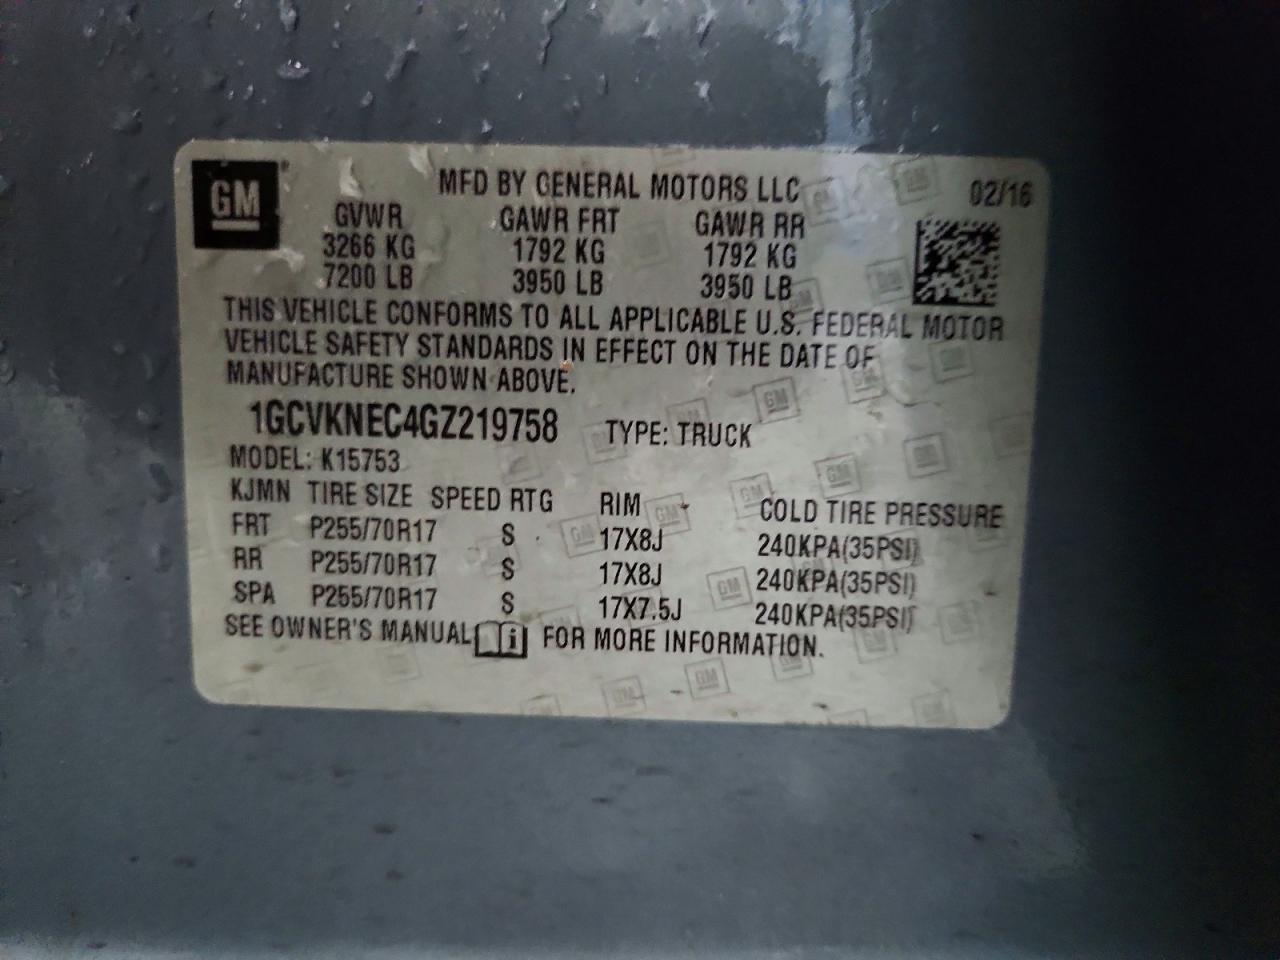 GM
MFD BY GENERAL MOTORS LLC 02/16
GVWR GAWR FRT GAWR RR
3266 KG 1792 KG 1792 KG
7200 LB 3950 LB 3950 LB
THIS VEHICLE CONFORMS TO ALL APPLICABLE U.S. FEDERAL MOTOR
VEHICLE SAFETY STANDARDS IN EFFECT ON THE DATE OF
MANUFACTURE SHOWN ABOVE.
1GCVKNEC4GZ219758 TYPE: TRUCK
MODEL: K15753
KJMN TIRE SIZE SPEED RTG RIM COLD TIRE PRESSURE
FRT P255/70R17 S 17X8J 240KPA(35PSI)
RR P255/70R17 S 17X8J 240KPA(35PSI)
SPA P255/70R17 S 17X7.5J 240KPA(35PSI)
SEE OWNER'S MANUAL i FOR MORE INFORMATION.